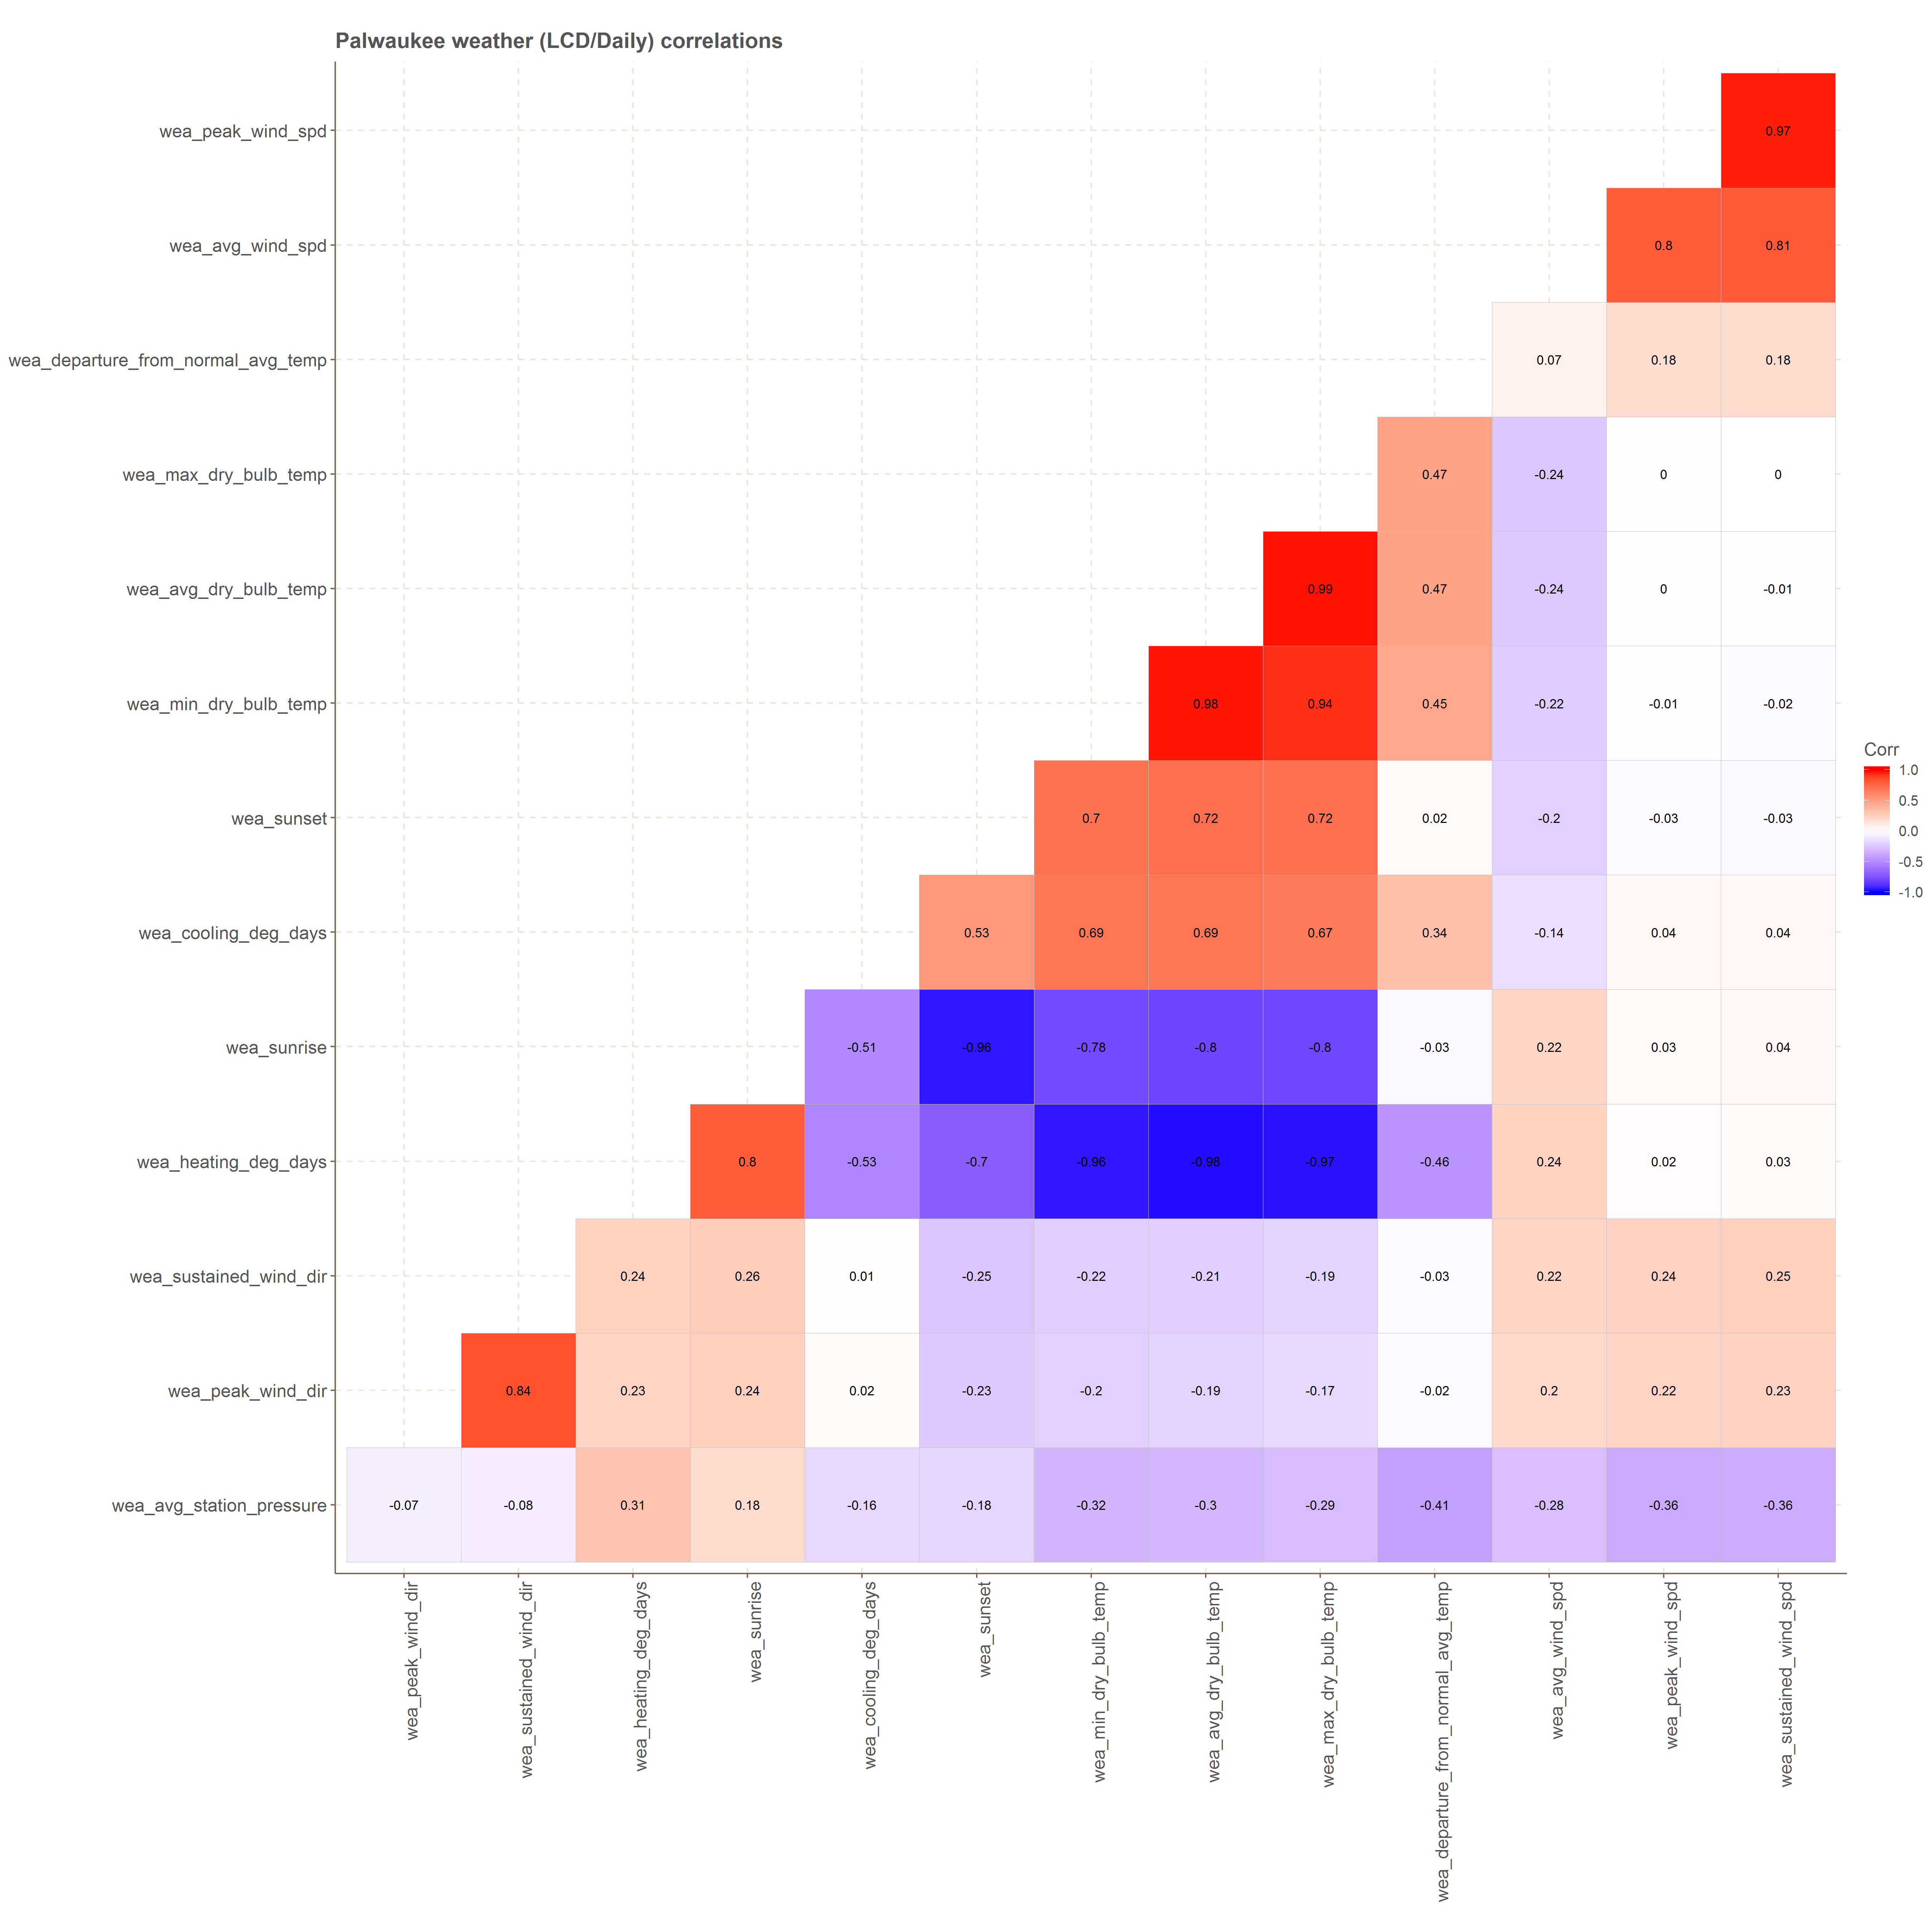 Palwaukee weather (LCD/Daily) correlations
wea_peak_wind_spd
0.97
wea_avg_wind_spd
0.8 0.81
wea_departure_from_normal_avg_temp
0.07 0.18 0.18
wea_max_dry_bulb_temp
0.47 -0.24 0 0
wea_avg_dry_bulb_temp
0.99 0.47 -0.24 0 -0.01
wea_min_dry_bulb_temp
0.98 0.94 0.45 -0.22 -0.01 -0.02
wea_sunset
0.7 0.72 0.72 0.02 -0.2 -0.03 -0.03
wea_cooling_deg_days
0.53 0.69 0.69 0.67 0.34 -0.14 0.04 0.04
wea_sunrise
-0.51 -0.96 -0.78 -0.8 -0.8 -0.03 0.22 0.03 0.04
wea_heating_deg_days
0.8 -0.53 -0.7 -0.96 -0.98 -0.97 -0.46 0.24 0.02 0.03
wea_sustained_wind_dir
0.24 0.26 0.01 -0.25 -0.22 -0.21 -0.19 -0.03 0.22 0.24 0.25
wea_peak_wind_dir
0.84 0.23 0.24 0.02 -0.23 -0.2 -0.19 -0.17 -0.02 0.2 0.22 0.23
wea_avg_station_pressure
-0.07 -0.08 0.31 0.18 -0.16 -0.18 -0.32 -0.3 -0.29 -0.41 -0.28 -0.36 -0.36
wea_peak_wind_dir
wea_sustained_wind_dir
wea_heating_deg_days
wea_sunrise
wea_cooling_deg_days
wea_sunset
wea_min_dry_bulb_temp
wea_avg_dry_bulb_temp
wea_max_dry_bulb_temp
wea_departure_from_normal_avg_temp
wea_avg_wind_spd
wea_peak_wind_spd
wea_sustained_wind_spd
Corr
1.0
0.5
0.0
-0.5
-1.0